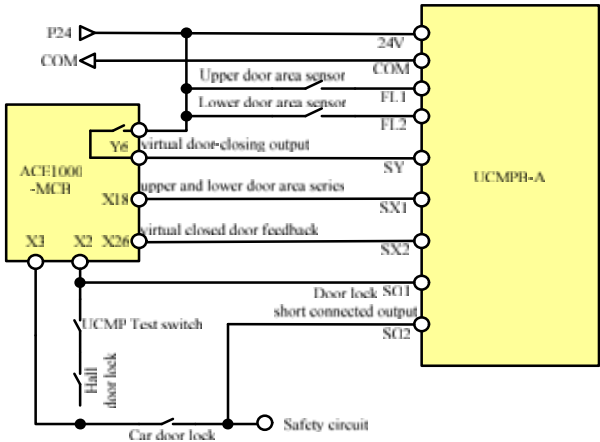 P24
24V
COM
COM
Upper door area sensor
FL1
Lower door area sensor
FL2
Y6
virtual door-closing output
SY
ACE1000
-MCB
UCMPB-A
X18
upper and lower door area series
SX1
X3
X2
X26
virtual closed door feedback
SX2
Door lock
SO1
short connected output
SO2
UCMP Test switch
Hall
door lock
Car door lock
Safety circuit